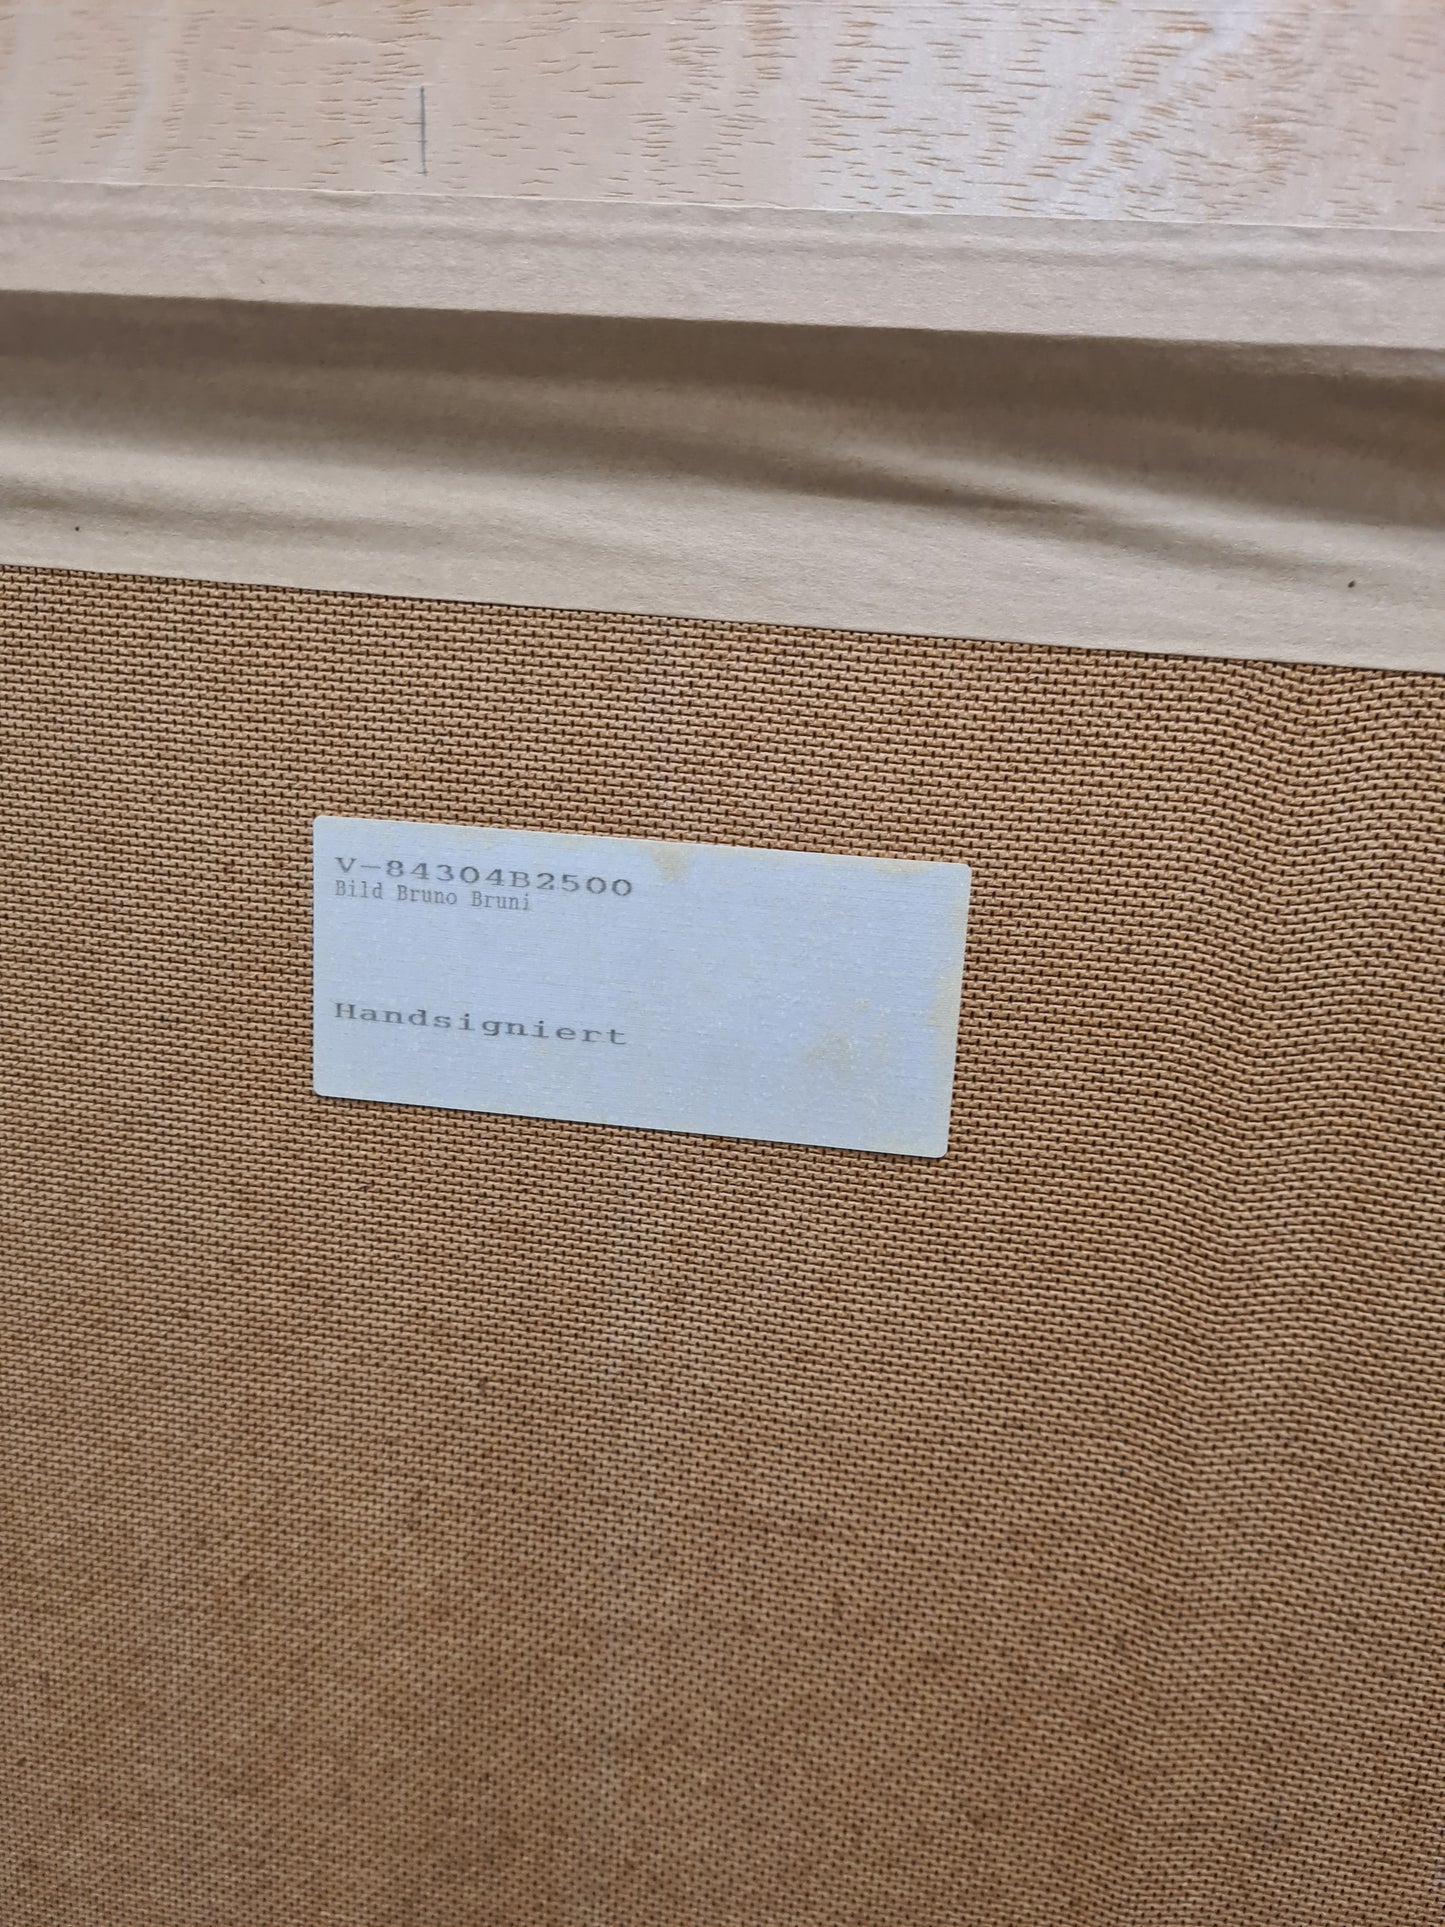 V-84304B2500
Bild Bruno Bruni
Handsigniert